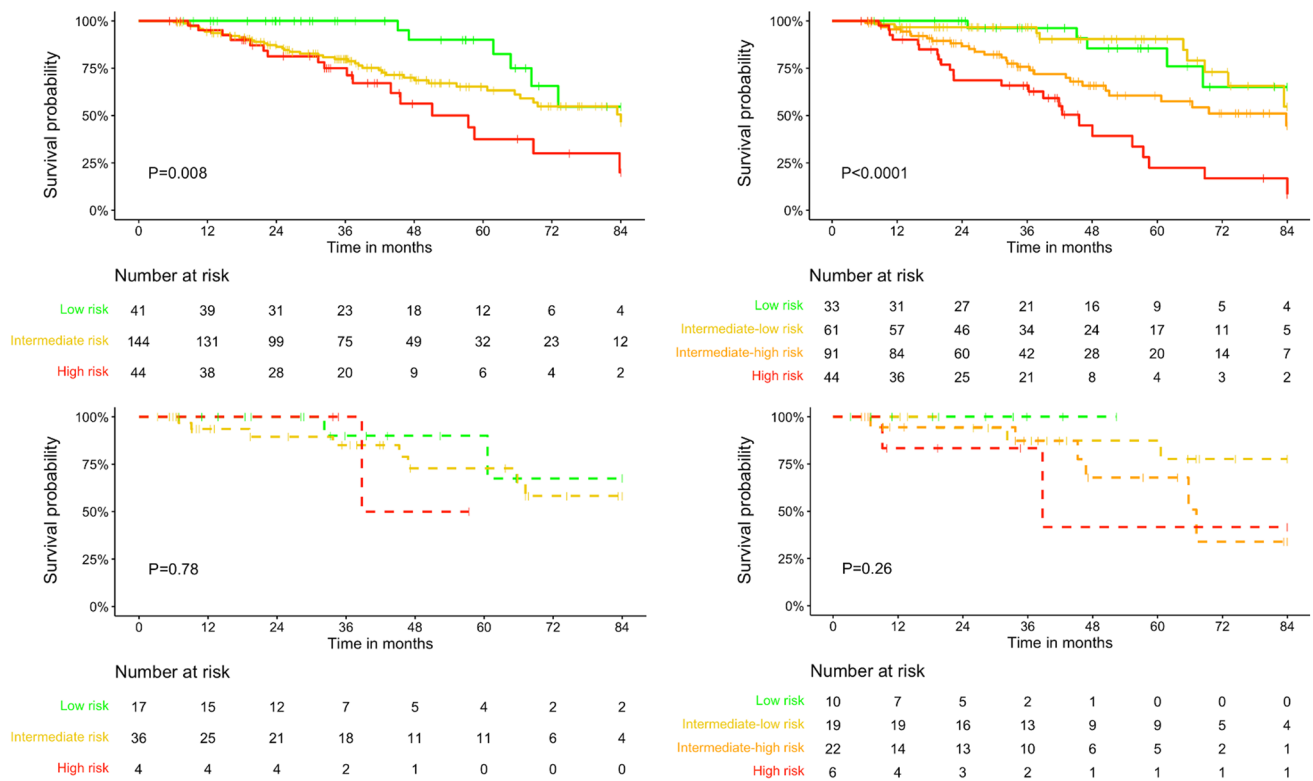 100%
75%
50%
25%
0%
Survival probability
P=0.008
0 12 24 36 48 60 72 84
Time in months
Number at risk
Low risk 41 39 31 23 18 12 6 4
Intermediate risk 144 131 99 75 49 32 23 12
High risk 44 38 28 20 9 6 4 2
100%
75%
50%
25%
0%
Survival probability
P<0.0001
0 12 24 36 48 60 72 84
Time in months
Number at risk
Low risk 33 31 27 21 16 9 5 4
Intermediate-low risk 61 57 46 34 24 17 11 5
Intermediate-high risk 91 84 60 42 28 20 14 7
High risk 44 36 25 21 8 4 3 2
100%
75%
50%
25%
0%
Survival probability
P=0.78
0 12 24 36 48 60 72 84
Time in months
Number at risk
Low risk 17 15 12 7 5 4 2 2
Intermediate risk 36 25 21 18 11 11 6 4
High risk 4 4 4 2 1 0 0 0
100%
75%
50%
25%
0%
Survival probability
P=0.26
0 12 24 36 48 60 72 84
Time in months
Number at risk
Low risk 10 7 5 2 1 0 0 0
Intermediate-low risk 19 19 16 13 9 9 5 4
Intermediate-high risk 22 14 13 10 6 5 2 1
High risk 6 4 3 2 1 1 1 1